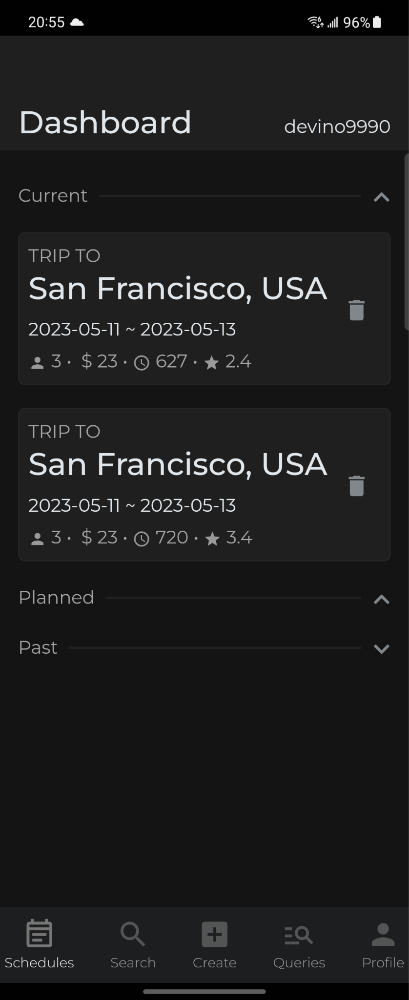 20:55 96%
Dashboard devino9990
Current
TRIP TO
San Francisco, USA
2023-05-11 ~ 2023-05-13
3 • $ 23 • 627 • 2.4
TRIP TO
San Francisco, USA
2023-05-11 ~ 2023-05-13
3 • $ 23 • 720 • 3.4
Planned
Past
Schedules Search Create Queries Profile